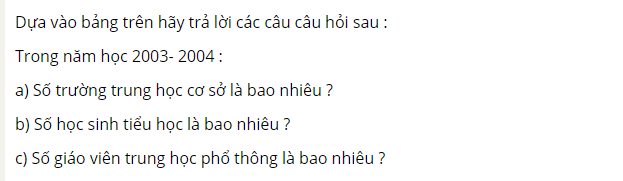 Dựa vào bảng trên hãy trả lời các câu câu hỏi sau :
Trong năm học 2003- 2004 :
a) Số trường trung học cơ sở là bao nhiêu ?
b) Số học sinh tiểu học là bao nhiêu ?
c) Số giáo viên trung học phổ thông là bao nhiêu ?